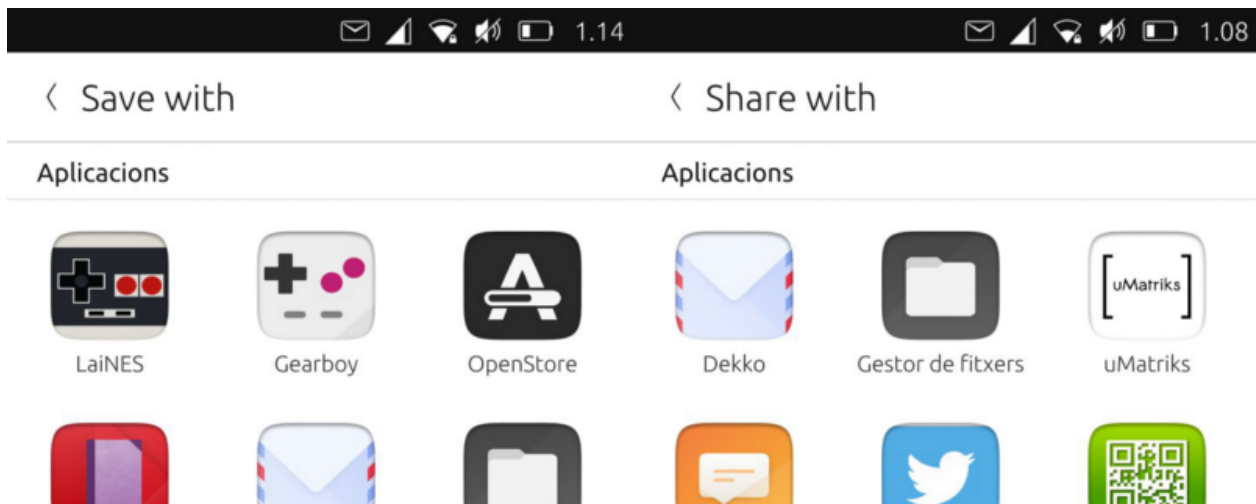 1.14
Save with
Aplicacions
LaiNES Gearboy OpenStore
1.08
Share with
Aplicacions
uMatriks
Dekko Gestor de fitxers uMatriks